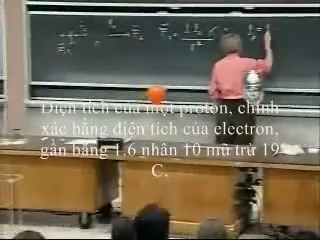 Điện tích của một proton, chính
xác bằng điện tích của electron,
gần bằng 1.6 nhân 10 mũ trừ 19
C.